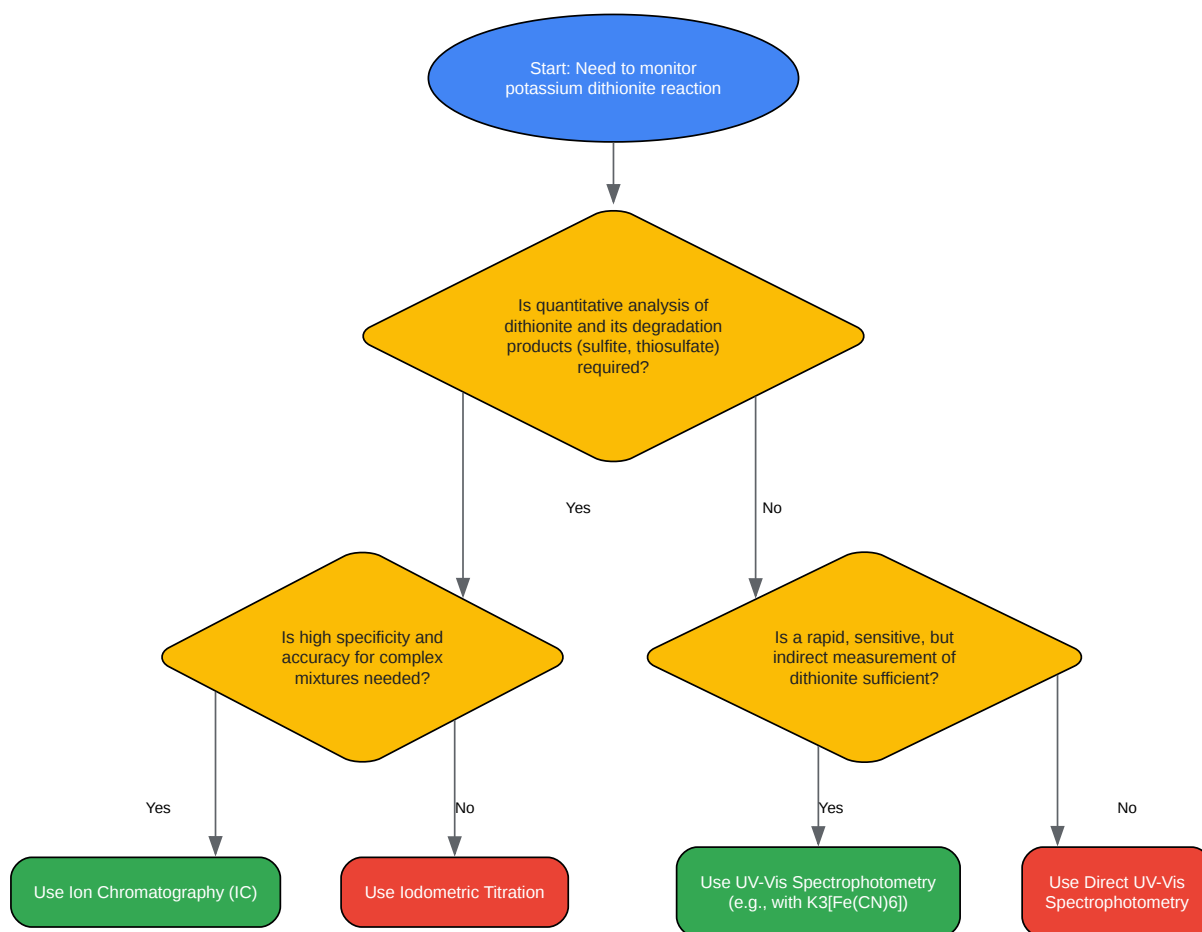 Start: Need to monitor
potassium dithionite reaction
Is quantitative analysis of
dithionite and its degradation
products (sulfite, thiosulfate)
required?
Yes
No
Is high specificity and
accuracy for complex
mixtures needed?
Is a rapid, sensitive, but
indirect measurement of
dithionite sufficient?
Yes
No
Yes
No
Use Ion Chromatography (IC)
Use Iodometric Titration
Use UV-Vis Spectrophotometry
(e.g., with K3[Fe(CN)6])
Use Direct UV-Vis
Spectrophotometry